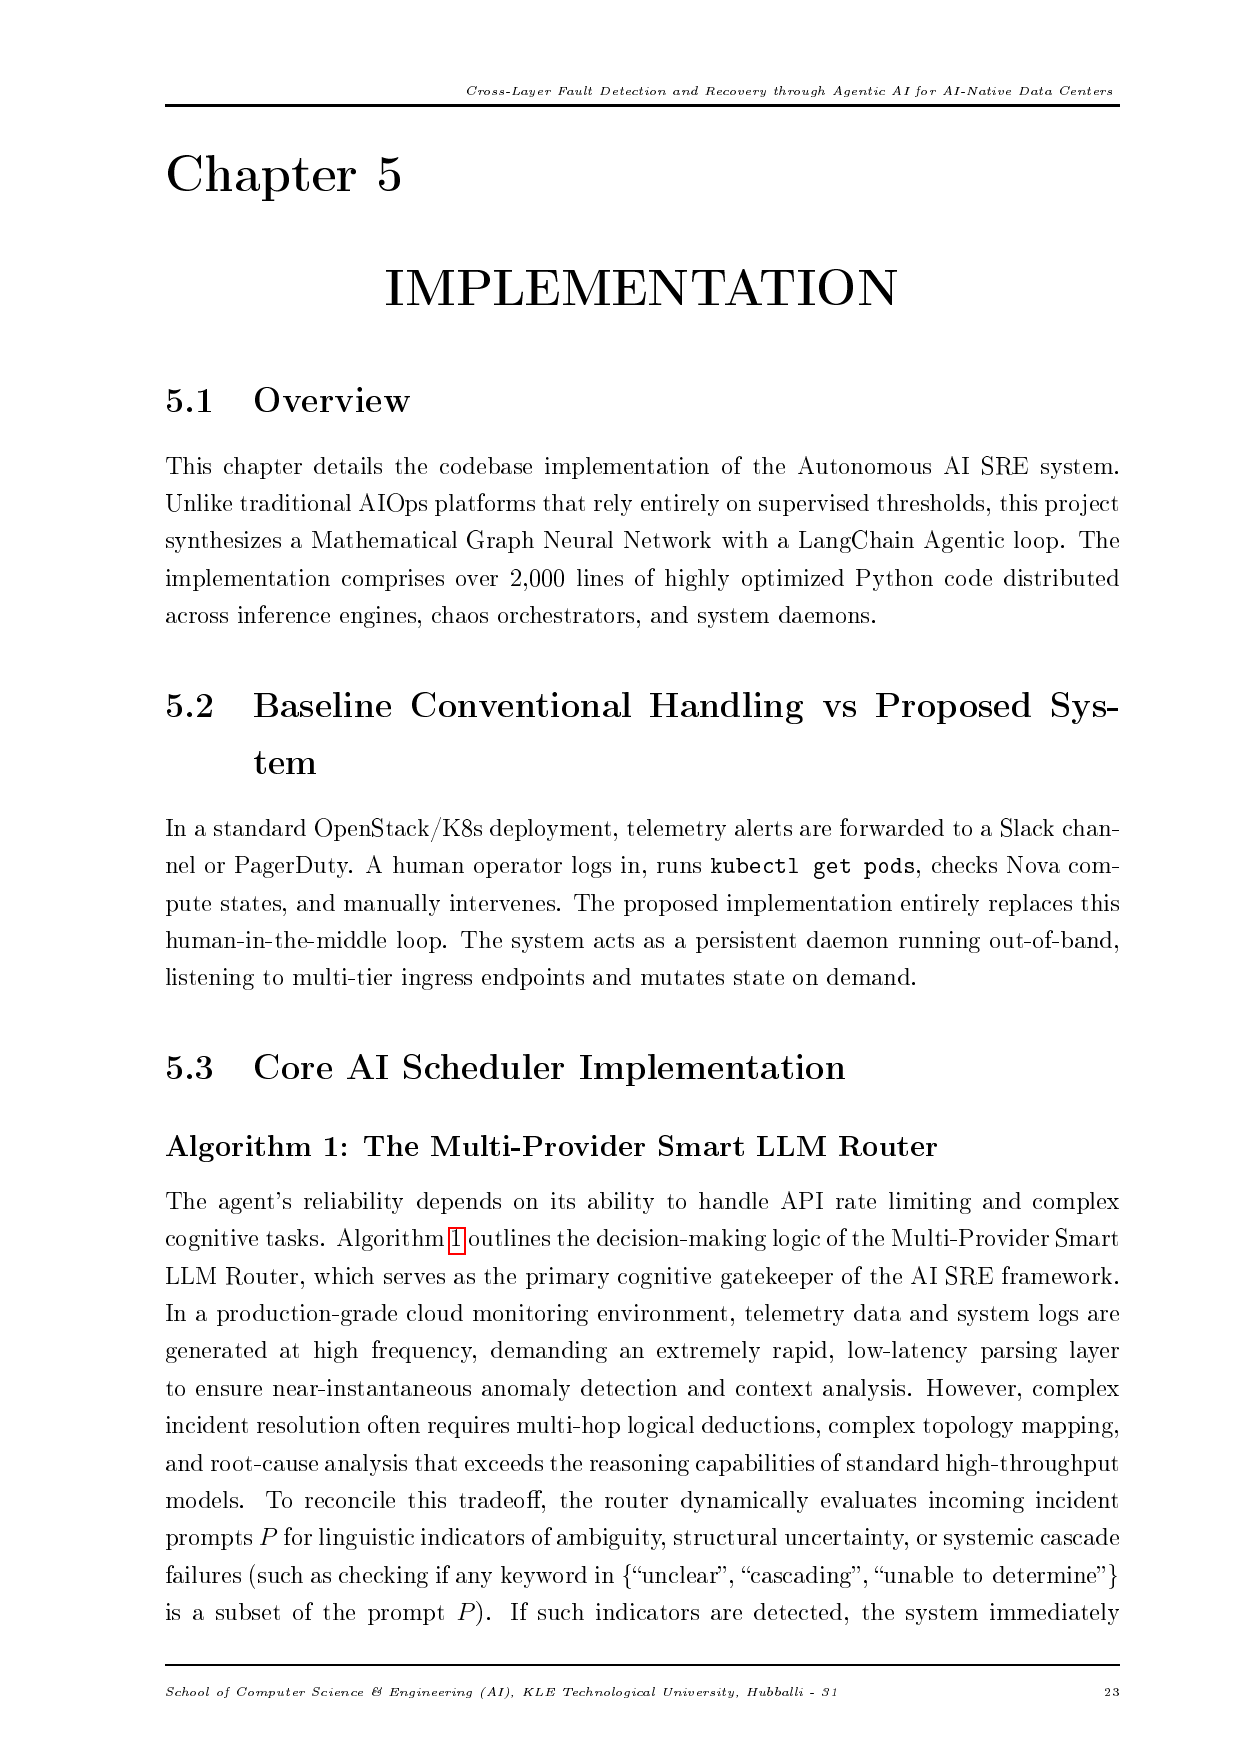 Cross-Layer Fault Detection and Recovery through Agentic AI for AI-Native Data Centers
Chapter 5
IMPLEMENTATION
5.1 Overview
This chapter details the codebase implementation of the Autonomous AI SRE system.
Unlike traditional AIOps platforms that rely entirely on supervised thresholds, this project
synthesizes a Mathematical Graph Neural Network with a LangChain Agentic loop. The
implementation comprises over 2,000 lines of highly optimized Python code distributed
across inference engines, chaos orchestrators, and system daemons.
5.2 Baseline Conventional Handling vs Proposed Sys-
tem
In a standard OpenStack/K8s deployment, telemetry alerts are forwarded to a Slack chan-
nel or PagerDuty. A human operator logs in, runs kubectl get pods, checks Nova com-
pute states, and manually intervenes. The proposed implementation entirely replaces this
human-in-the-middle loop. The system acts as a persistent daemon running out-of-band,
listening to multi-tier ingress endpoints and mutates state on demand.
5.3 Core AI Scheduler Implementation
Algorithm 1: The Multi-Provider Smart LLM Router
The agent's reliability depends on its ability to handle API rate limiting and complex
cognitive tasks. Algorithm 1 outlines the decision-making logic of the Multi-Provider Smart
LLM Router, which serves as the primary cognitive gatekeeper of the AI SRE framework.
In a production-grade cloud monitoring environment, telemetry data and system logs are
generated at high frequency, demanding an extremely rapid, low-latency parsing layer
to ensure near-instantaneous anomaly detection and context analysis. However, complex
incident resolution often requires multi-hop logical deductions, complex topology mapping,
and root-cause analysis that exceeds the reasoning capabilities of standard high-throughput
models. To reconcile this tradeoff, the router dynamically evaluates incoming incident
prompts P for linguistic indicators of ambiguity, structural uncertainty, or systemic cascade
failures (such as checking if any keyword in {“unclear”, “cascading”, “unable to determine”}
is a subset of the prompt P). If such indicators are detected, the system immediately
School of Computer Science & Engineering (AI), KLE Technological University, Hubballi - 31 23